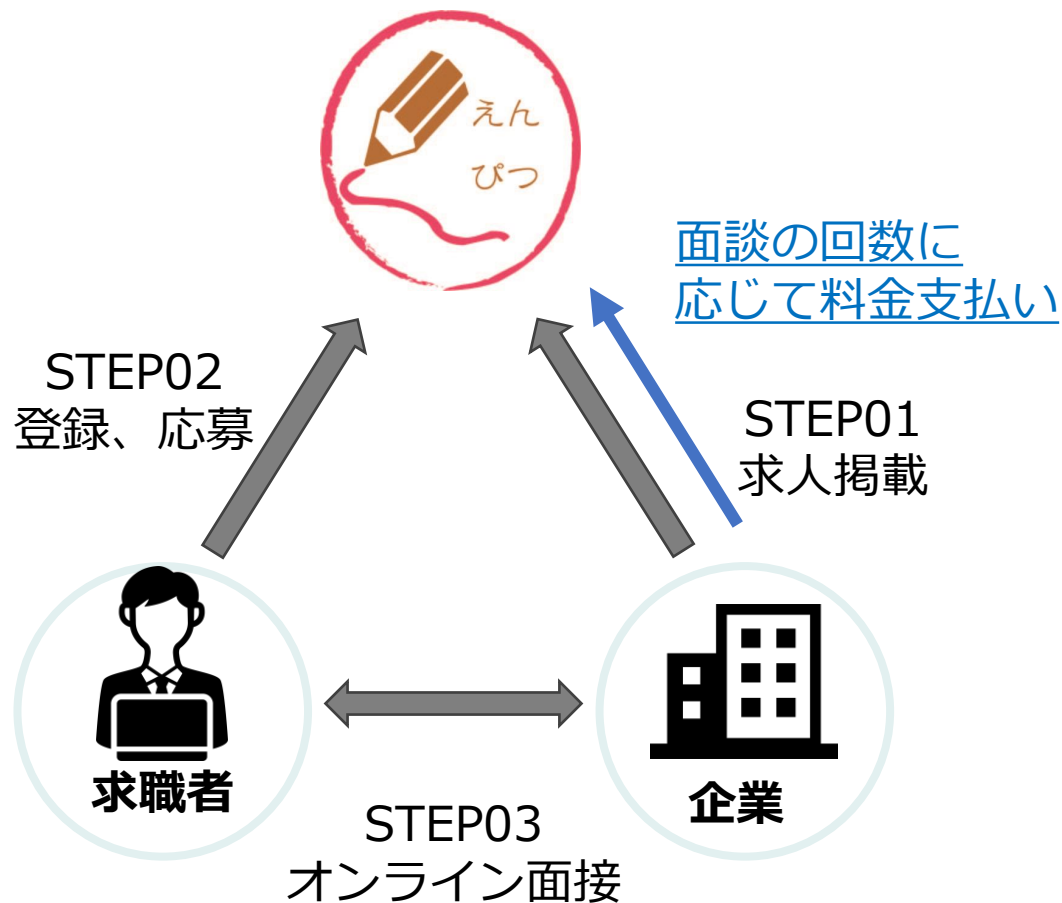 えん
ぴつ
面談の回数に
応じて料金支払い
STEP02
登録、応募
STEP01
求人掲載
求職者
企業
STEP03
オンライン面接